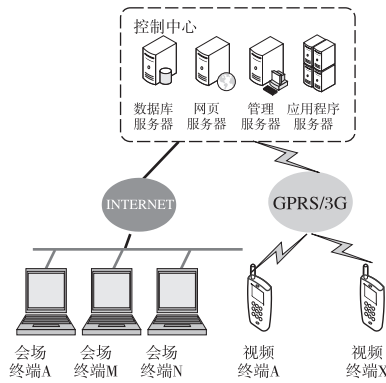 控制中心
数据库 网页 管理 应用程序
服务器 服务器 服务器 服务器
INTERNET
GPRS/3G
会场 会场 会场 视频 视频
终端A 终端M 终端N 终端A 终端X